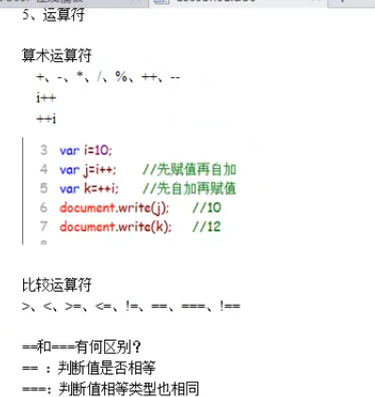 5、运算符
算术运算符
+、-、*、/、%、++、--
i++
++i
3 var i=10;
4 var j=i++; //先赋值再自加
5 var k=++i; //先自加再赋值
6 document.write(j); //10
7 document.write(k); //12
比较运算符
>、<、>=、<=、!=、==、===、!==
==和===有何区别？
== ：判断值是否相等
===：判断值相等类型也相同